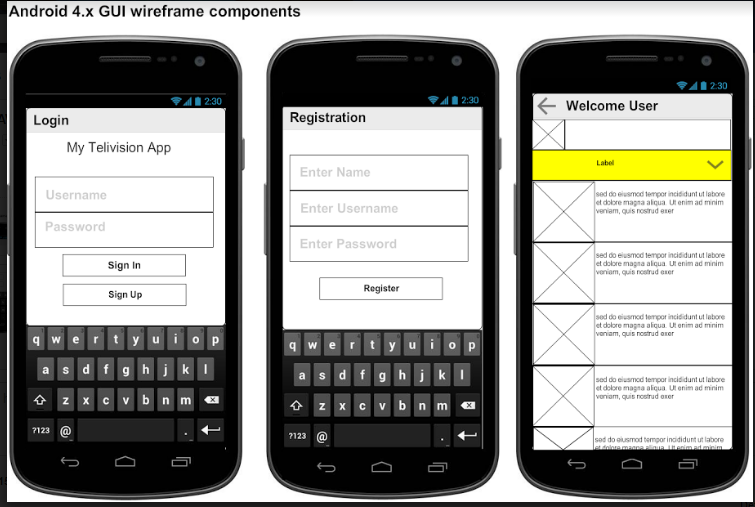 Android 4.x GUI wireframe components
2:30
Login
My Telivision App
Username
Password
Sign In
Sign Up
q w e r t y u i o p
a s d f g h j k l
z x c v b n m
?123 @ .
2:30
Registration
Enter Name
Enter Username
Enter Password
Register
q w e r t y u i o p
a s d f g h j k l
z x c v b n m
?123 @ .
2:30
Welcome User
Label
sed do eiusmod tempor incididunt ut labore
et dolore magna aliqua. Ut enim ad minim
veniam, quis nostrud exer
sed do eiusmod tempor incididunt ut labore
et dolore magna aliqua. Ut enim ad minim
veniam, quis nostrud exer
sed do eiusmod tempor incididunt ut labore
et dolore magna aliqua. Ut enim ad minim
veniam, quis nostrud exer
sed do eiusmod tempor incididunt ut labore
et dolore magna aliqua. Ut enim ad minim
veniam, quis nostrud exer
sed do eiusmod tempor incididunt ut labore
et dolore magna aliqua. Ut enim ad minim